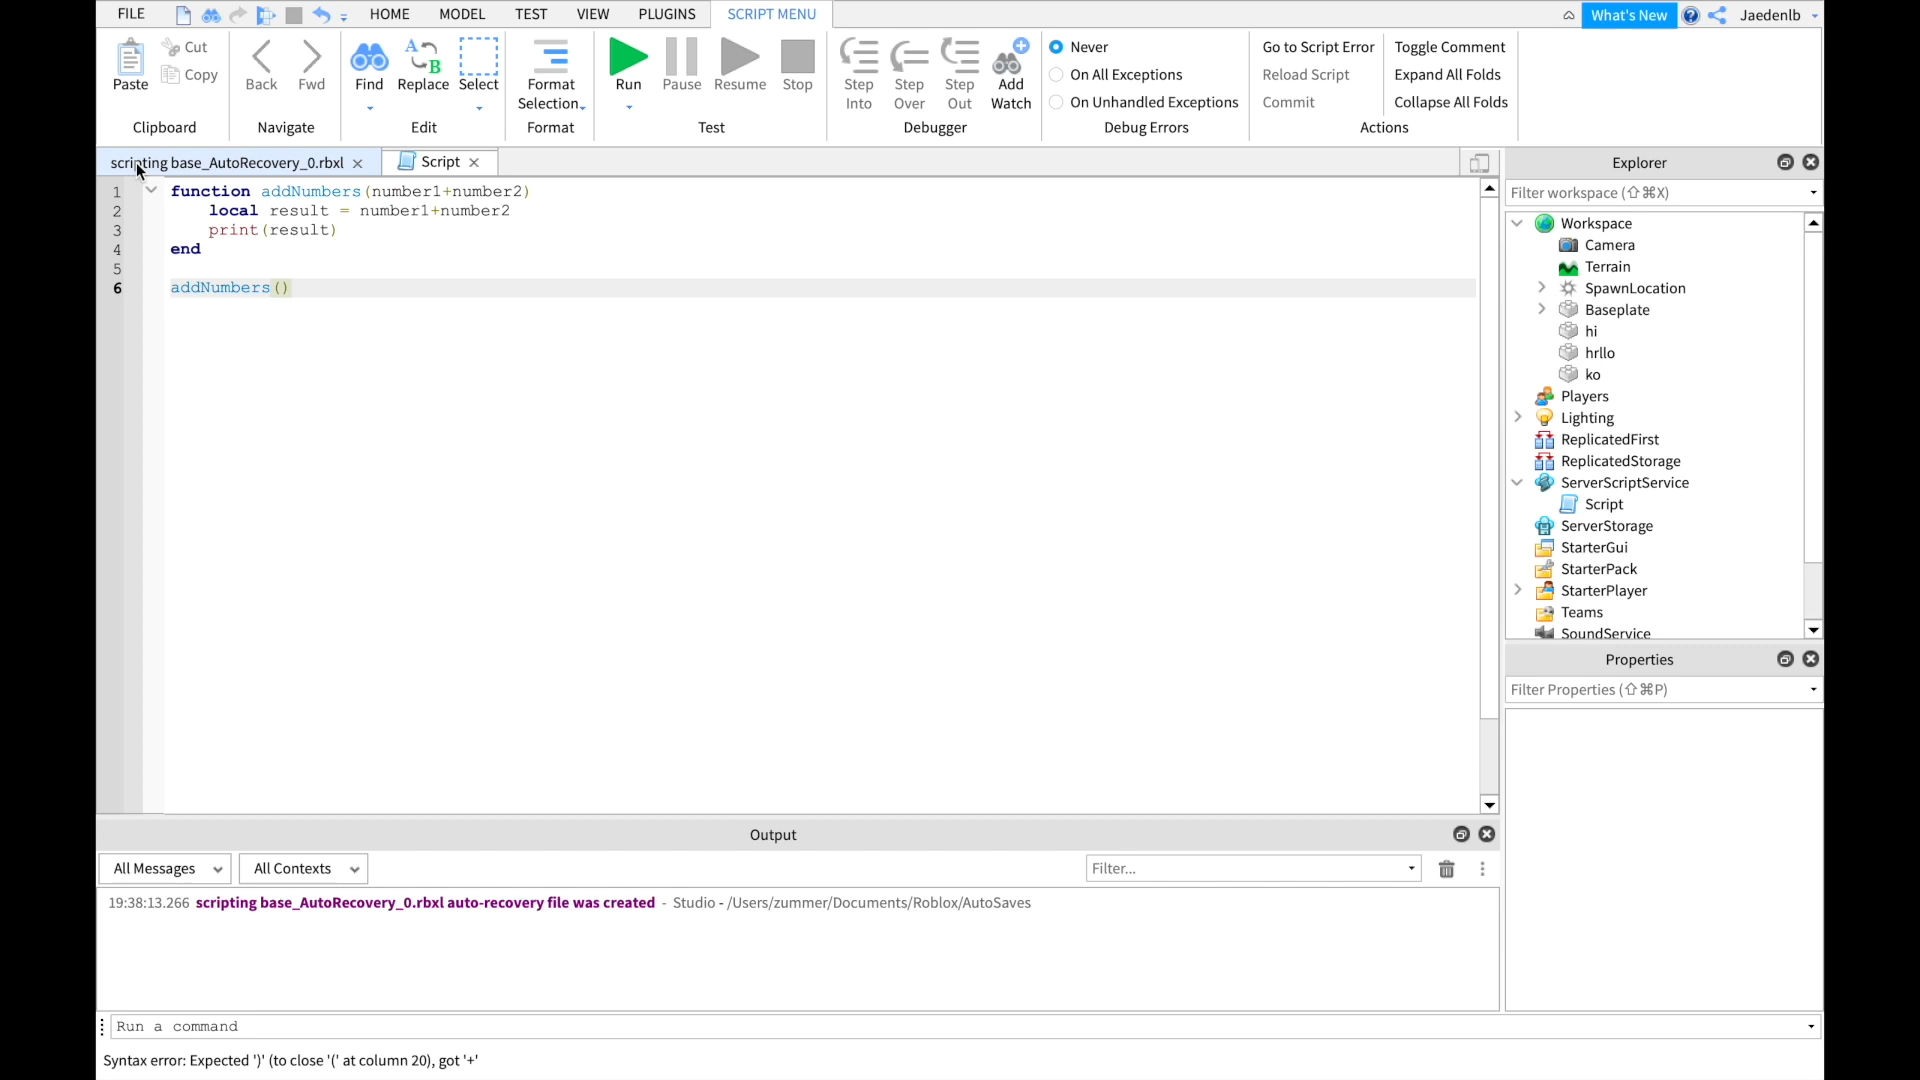 FILE HOME MODEL TEST VIEW PLUGINS SCRIPT MENU What's New Jaedenlb
Paste Cut Copy Back Fwd Find Replace Select Format Selection Run Pause Resume Stop Step Into Step Over Step Out Add Watch
Never
On All Exceptions
On Unhandled Exceptions
Go to Script Error
Reload Script
Commit
Toggle Comment
Expand All Folds
Collapse All Folds
Clipboard Navigate Edit Format Test Debugger Debug Errors Actions
scripting base_AutoRecovery_0.rbxl Script
1 function addNumbers(number1+number2)
2 local result = number1+number2
3 print(result)
4 end
5
6 addNumbers()
Explorer
Filter workspace (⇧⌘X)
Workspace
Camera
Terrain
SpawnLocation
Baseplate
hi
hrllo
ko
Players
Lighting
ReplicatedFirst
ReplicatedStorage
ServerScriptService
Script
ServerStorage
StarterGui
StarterPack
StarterPlayer
Teams
SoundService
Properties
Filter Properties (⇧⌘P)
Output
All Messages All Contexts Filter...
19:38:13.266 scripting base_AutoRecovery_0.rbxl auto-recovery file was created - Studio - /Users/zummer/Documents/Roblox/AutoSaves
Run a command
Syntax error: Expected ')' (to close '(' at column 20), got '+'